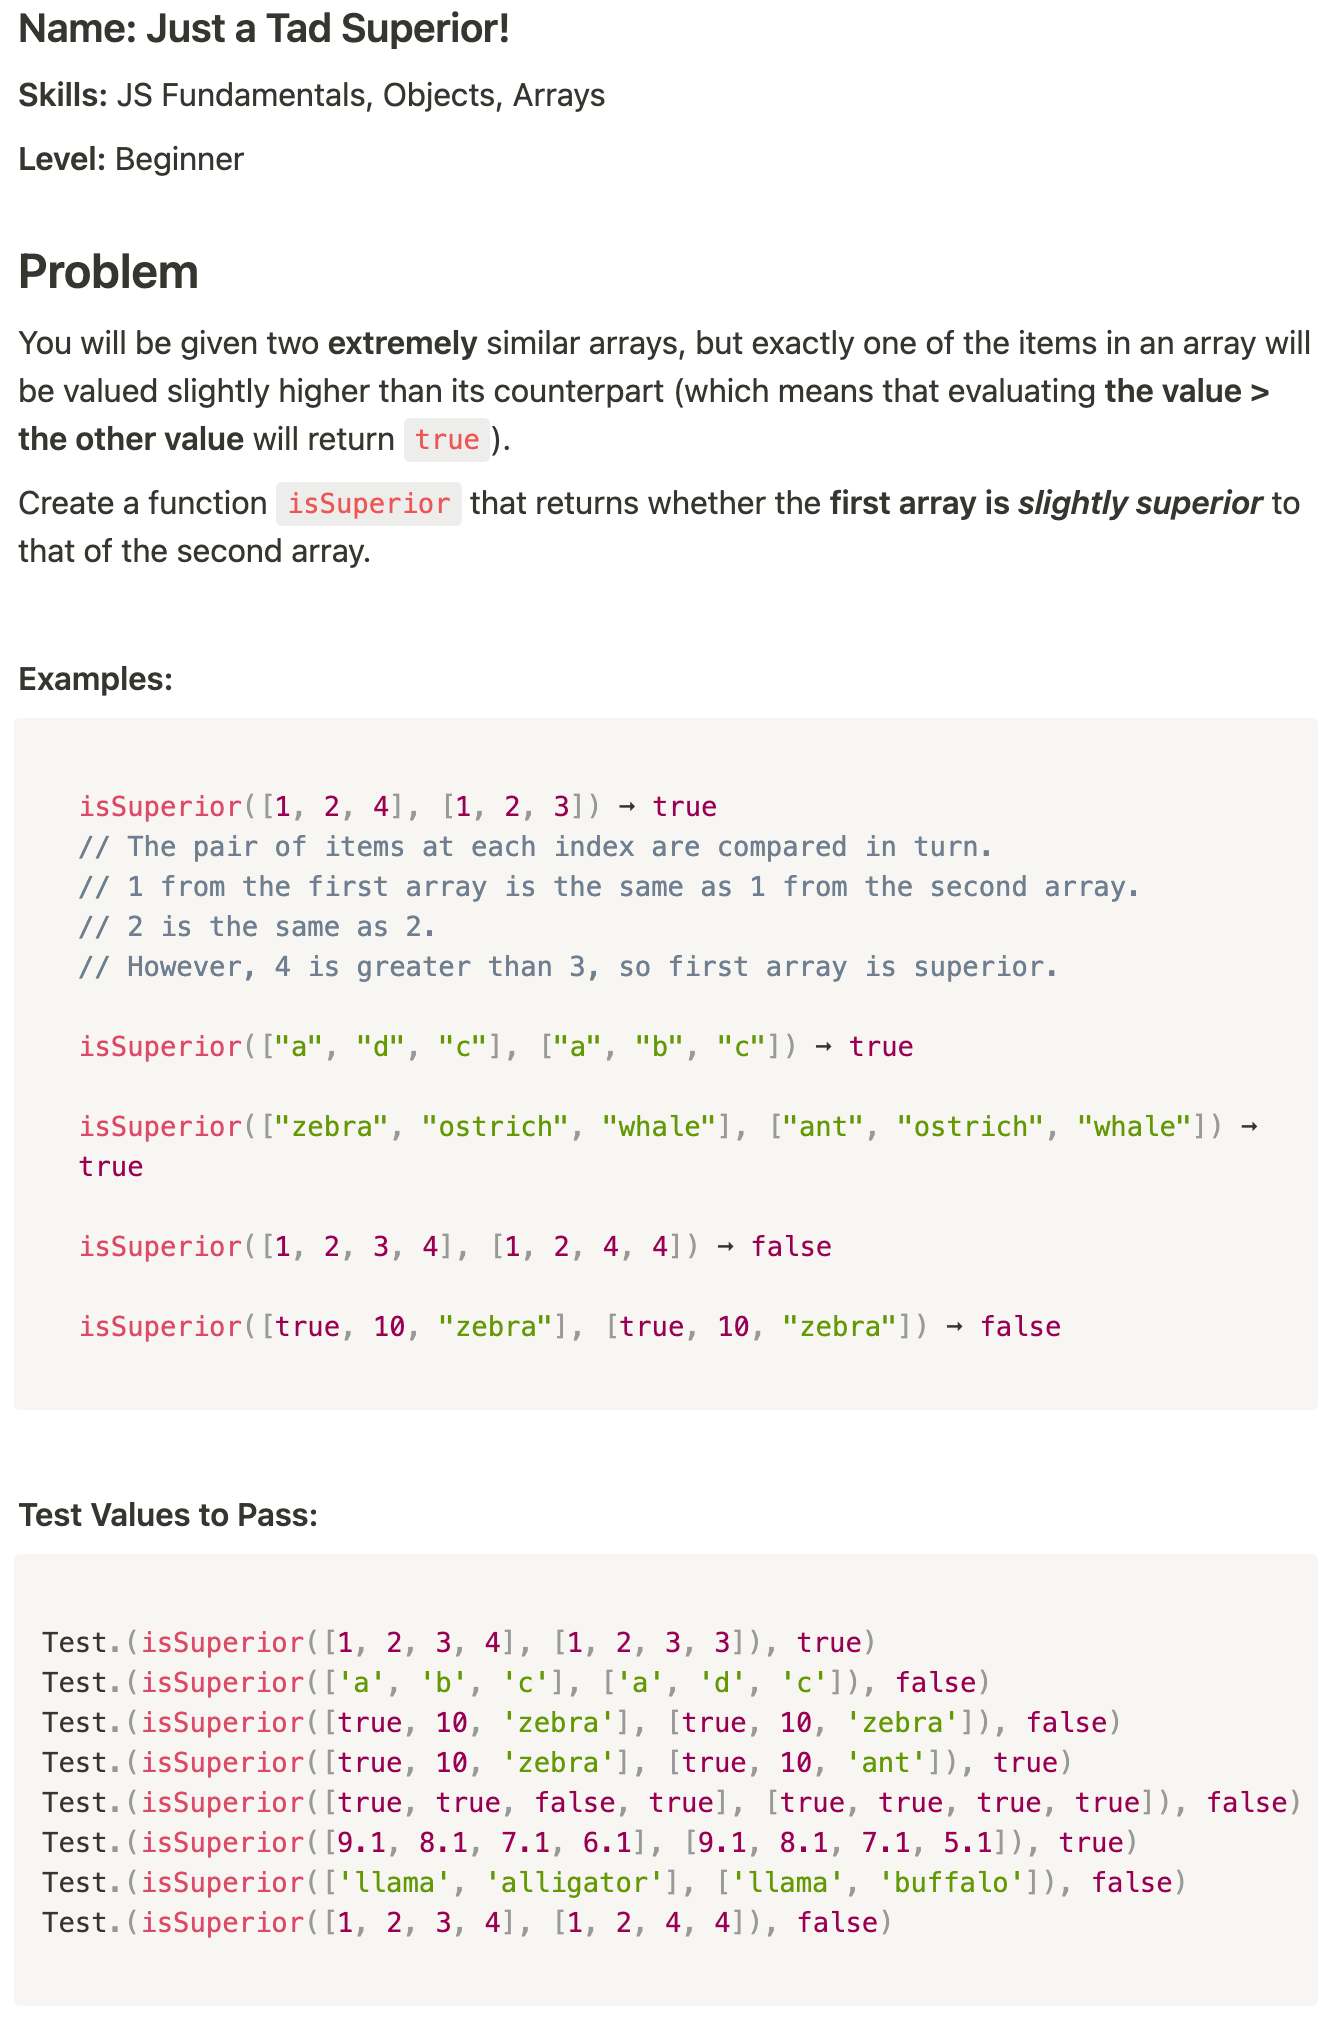 Name: Just a Tad Superior!
Skills: JS Fundamentals, Objects, Arrays
Level: Beginner
Problem
You will be given two extremely similar arrays, but exactly one of the items in an array will
be valued slightly higher than its counterpart (which means that evaluating the value >
the other value will return true ).
Create a function isSuperior that returns whether the first array is slightly superior to
that of the second array.
Examples:
isSuperior([1, 2, 4], [1, 2, 3]) ➞ true
// The pair of items at each index are compared in turn.
// 1 from the first array is the same as 1 from the second array.
// 2 is the same as 2.
// However, 4 is greater than 3, so first array is superior.
isSuperior(["a", "d", "c"], ["a", "b", "c"]) ➞ true
isSuperior(["zebra", "ostrich", "whale"], ["ant", "ostrich", "whale"]) ➞
true
isSuperior([1, 2, 3, 4], [1, 2, 4, 4]) ➞ false
isSuperior([true, 10, "zebra"], [true, 10, "zebra"]) ➞ false
Test Values to Pass:
Test.(isSuperior([1, 2, 3, 4], [1, 2, 3, 3]), true)
Test.(isSuperior(['a', 'b', 'c'], ['a', 'd', 'c']), false)
Test.(isSuperior([true, 10, 'zebra'], [true, 10, 'zebra']), false)
Test.(isSuperior([true, 10, 'zebra'], [true, 10, 'ant']), true)
Test.(isSuperior([true, true, false, true], [true, true, true, true]), false)
Test.(isSuperior([9.1, 8.1, 7.1, 6.1], [9.1, 8.1, 7.1, 5.1]), true)
Test.(isSuperior(['llama', 'alligator'], ['llama', 'buffalo']), false)
Test.(isSuperior([1, 2, 3, 4], [1, 2, 4, 4]), false)